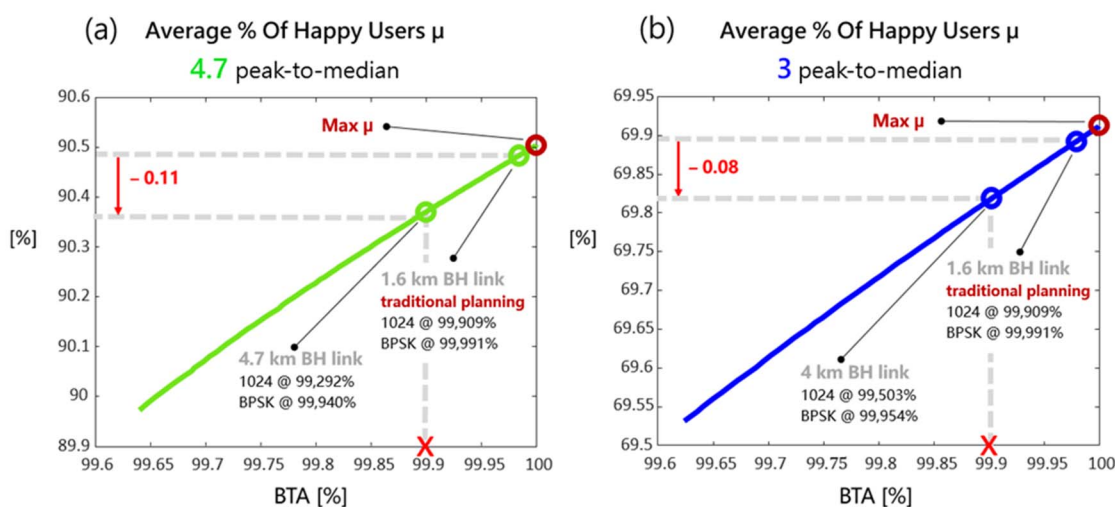 (a) Average % Of Happy Users μ
4.7 peak-to-median
90.6
90.5
90.4
90.3
90.2
90.1
90
89.9
[%]
Max μ
– 0.11
1.6 km BH link
traditional planning
1024 @ 99,909%
BPSK @ 99,991%
4.7 km BH link
1024 @ 99,292%
BPSK @ 99,940%
X
99.6 99.65 99.7 99.75 99.8 99.85 99.9 99.95 100
BTA [%]
(b) Average % Of Happy Users μ
3 peak-to-median
69.95
69.9
69.85
69.8
69.75
69.7
69.65
69.6
69.55
69.5
[%]
Max μ
– 0.08
1.6 km BH link
traditional planning
1024 @ 99,909%
BPSK @ 99,991%
4 km BH link
1024 @ 99,503%
BPSK @ 99,954%
X
99.6 99.65 99.7 99.75 99.8 99.85 99.9 99.95 100
BTA [%]